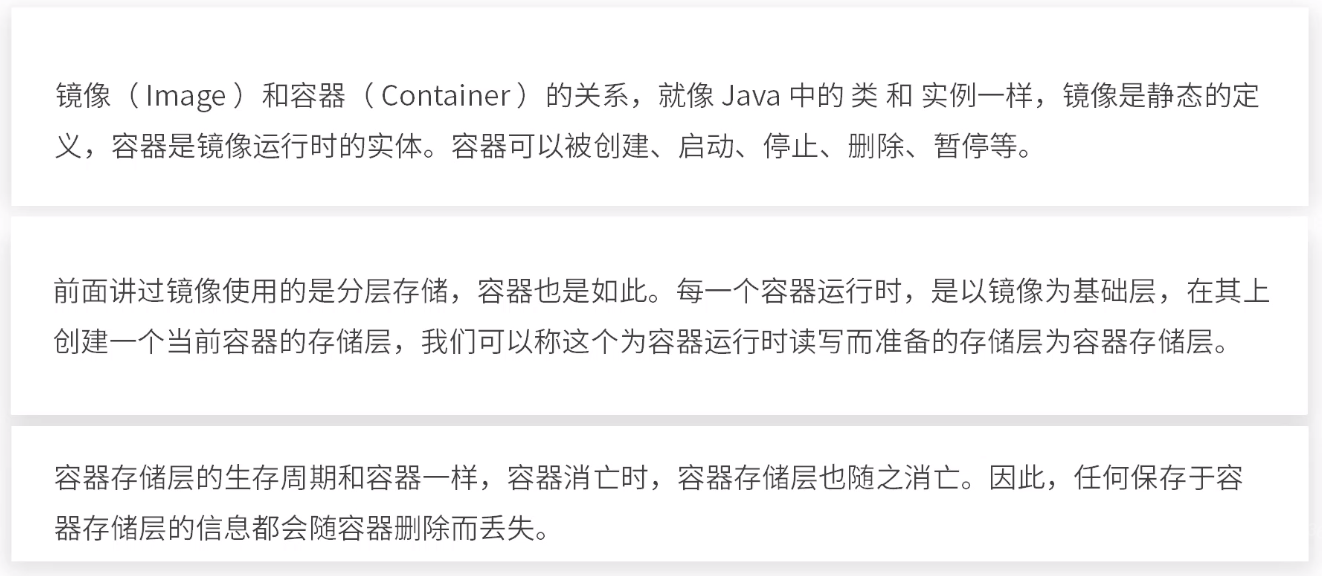 镜像（ Image ）和容器（ Container ）的关系，就像 Java 中的 类 和 实例一样，镜像是静态的定
义，容器是镜像运行时的实体。容器可以被创建、启动、停止、删除、暂停等。
前面讲过镜像使用的是分层存储，容器也是如此。每一个容器运行时，是以镜像为基础层，在其上
创建一个当前容器的存储层，我们可以称这个为容器运行时读写而准备的存储层为容器存储层。
容器存储层的生存周期和容器一样，容器消亡时，容器存储层也随之消亡。因此，任何保存于容
器存储层的信息都会随容器删除而丢失。